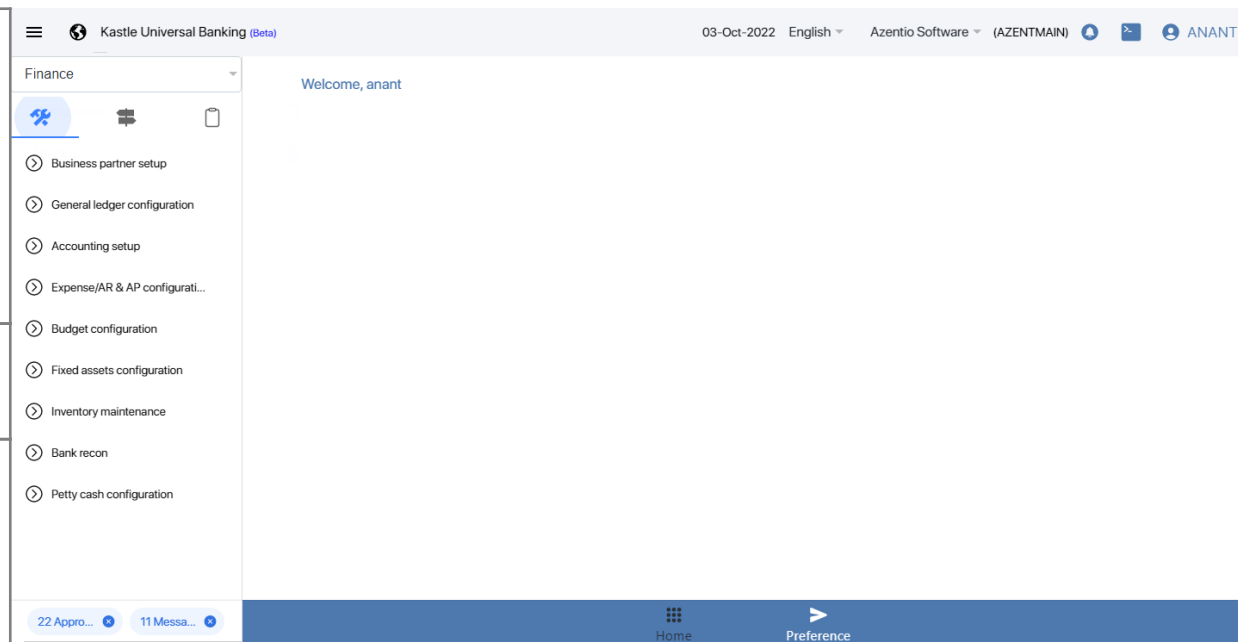 Kastle Universal Banking (Beta)
03-Oct-2022 English Azentio Software (AZENTMAIN) ANANT
Finance
Welcome, anant
Business partner setup
General ledger configuration
Accounting setup
Expense/AR & AP configurati...
Budget configuration
Fixed assets configuration
Inventory maintenance
Bank recon
Petty cash configuration
22 Appro... 11 Messa...
Home Preference